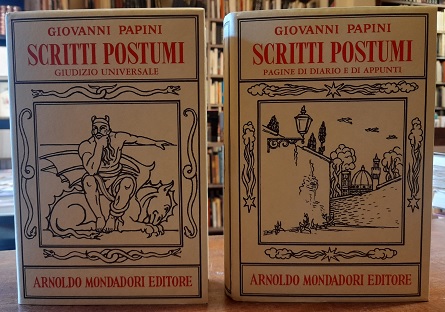 GIOVANNI PAPINI
SCRITTI POSTUMI
GIUDIZIO UNIVERSALE
ARNOLDO MONDADORI EDITORE
GIOVANNI PAPINI
SCRITTI POSTUMI
PAGINE DI DIARIO E DI APPUNTI
ARNOLDO MONDADORI EDITORE